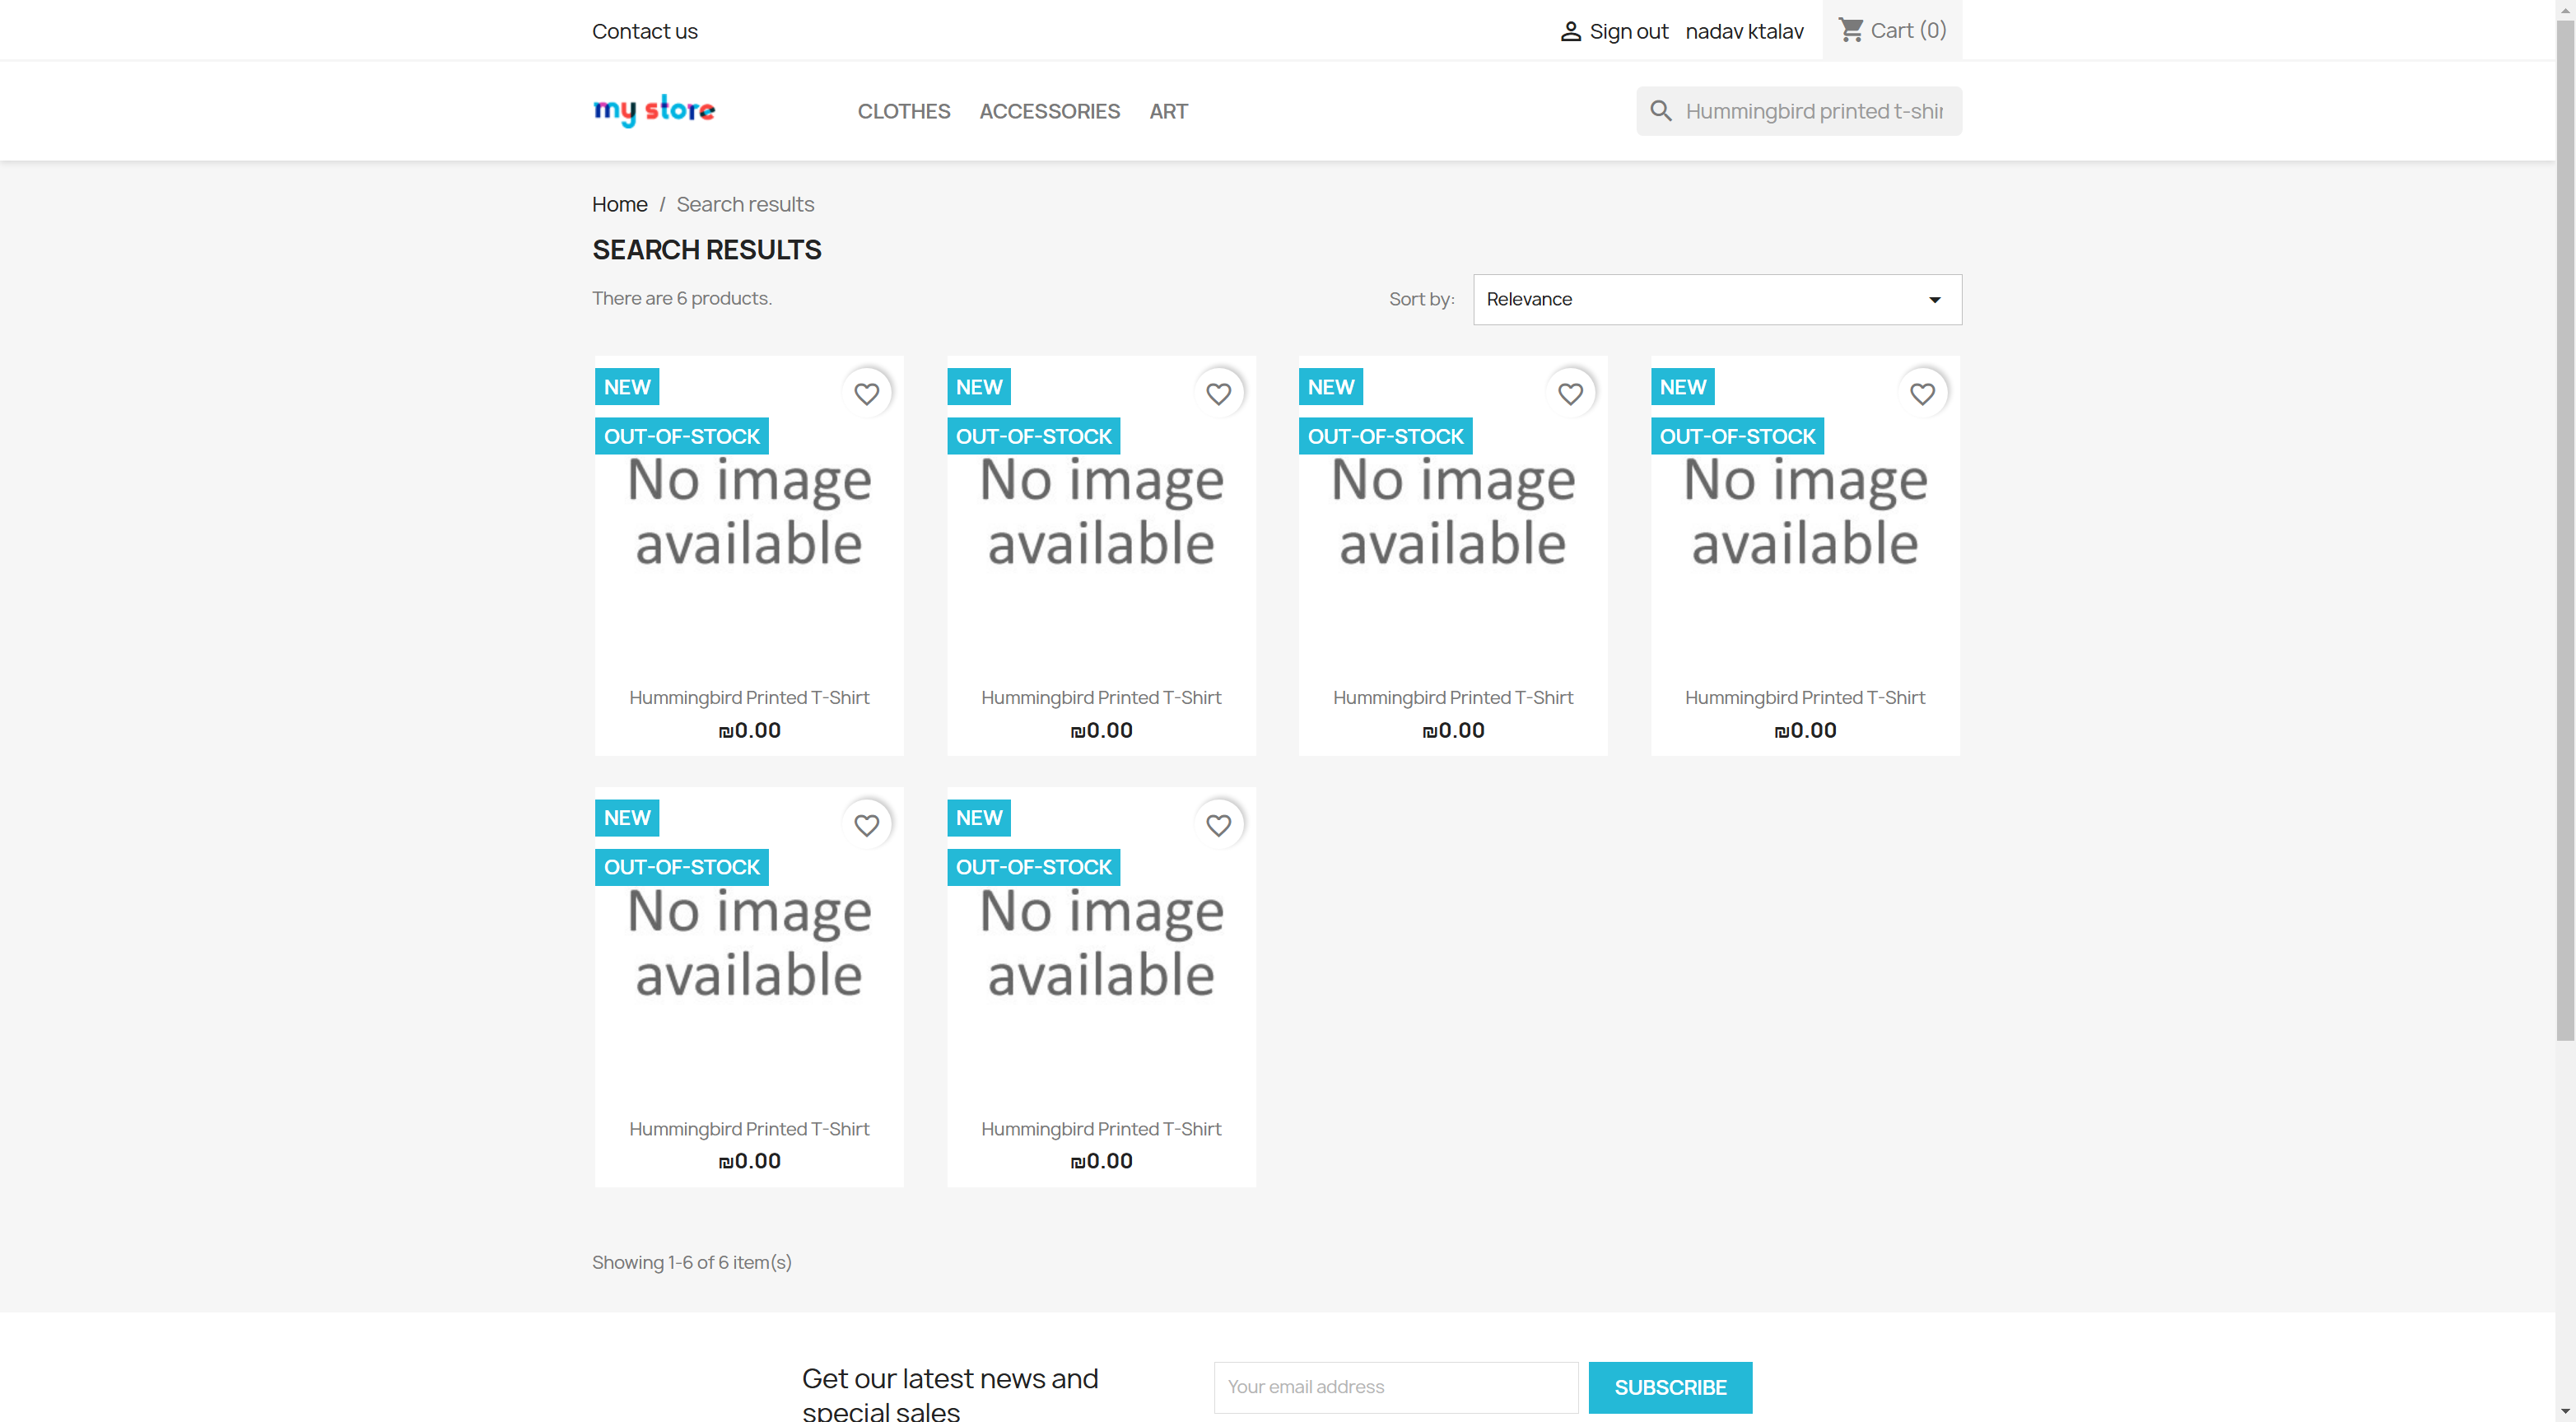 Contact us
Sign out nadav ktalav Cart (0)
my store
CLOTHES ACCESSORIES ART
Hummingbird printed t-shir
Home / Search results
SEARCH RESULTS
There are 6 products.
Sort by: Relevance
NEW
OUT-OF-STOCK
No image
available
Hummingbird Printed T-Shirt
₪0.00
NEW
OUT-OF-STOCK
No image
available
Hummingbird Printed T-Shirt
₪0.00
NEW
OUT-OF-STOCK
No image
available
Hummingbird Printed T-Shirt
₪0.00
NEW
OUT-OF-STOCK
No image
available
Hummingbird Printed T-Shirt
₪0.00
NEW
OUT-OF-STOCK
No image
available
Hummingbird Printed T-Shirt
₪0.00
NEW
OUT-OF-STOCK
No image
available
Hummingbird Printed T-Shirt
₪0.00
Showing 1-6 of 6 item(s)
Get our latest news and
special sales
Your email address
SUBSCRIBE